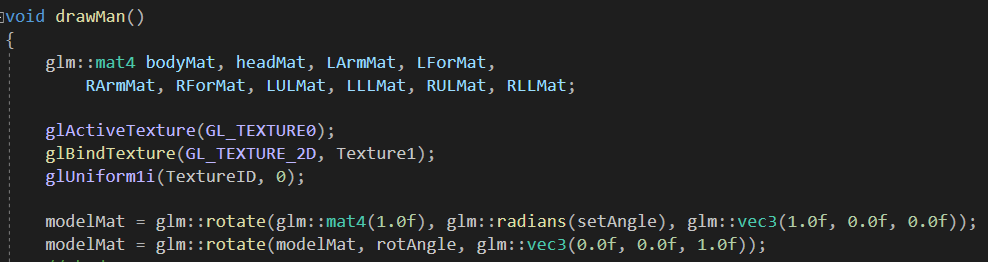 void drawMan()
{
glm::mat4 bodyMat, headMat, LArmMat, LForMat,
RArmMat, RForMat, LULMat, LLLMat, RULMat, RLLMat;
glActiveTexture(GL_TEXTURE0);
glBindTexture(GL_TEXTURE_2D, Texture1);
glUniform1i(TextureID, 0);
modelMat = glm::rotate(glm::mat4(1.0f), glm::radians(setAngle), glm::vec3(1.0f, 0.0f, 0.0f));
modelMat = glm::rotate(modelMat, rotAngle, glm::vec3(0.0f, 0.0f, 1.0f));